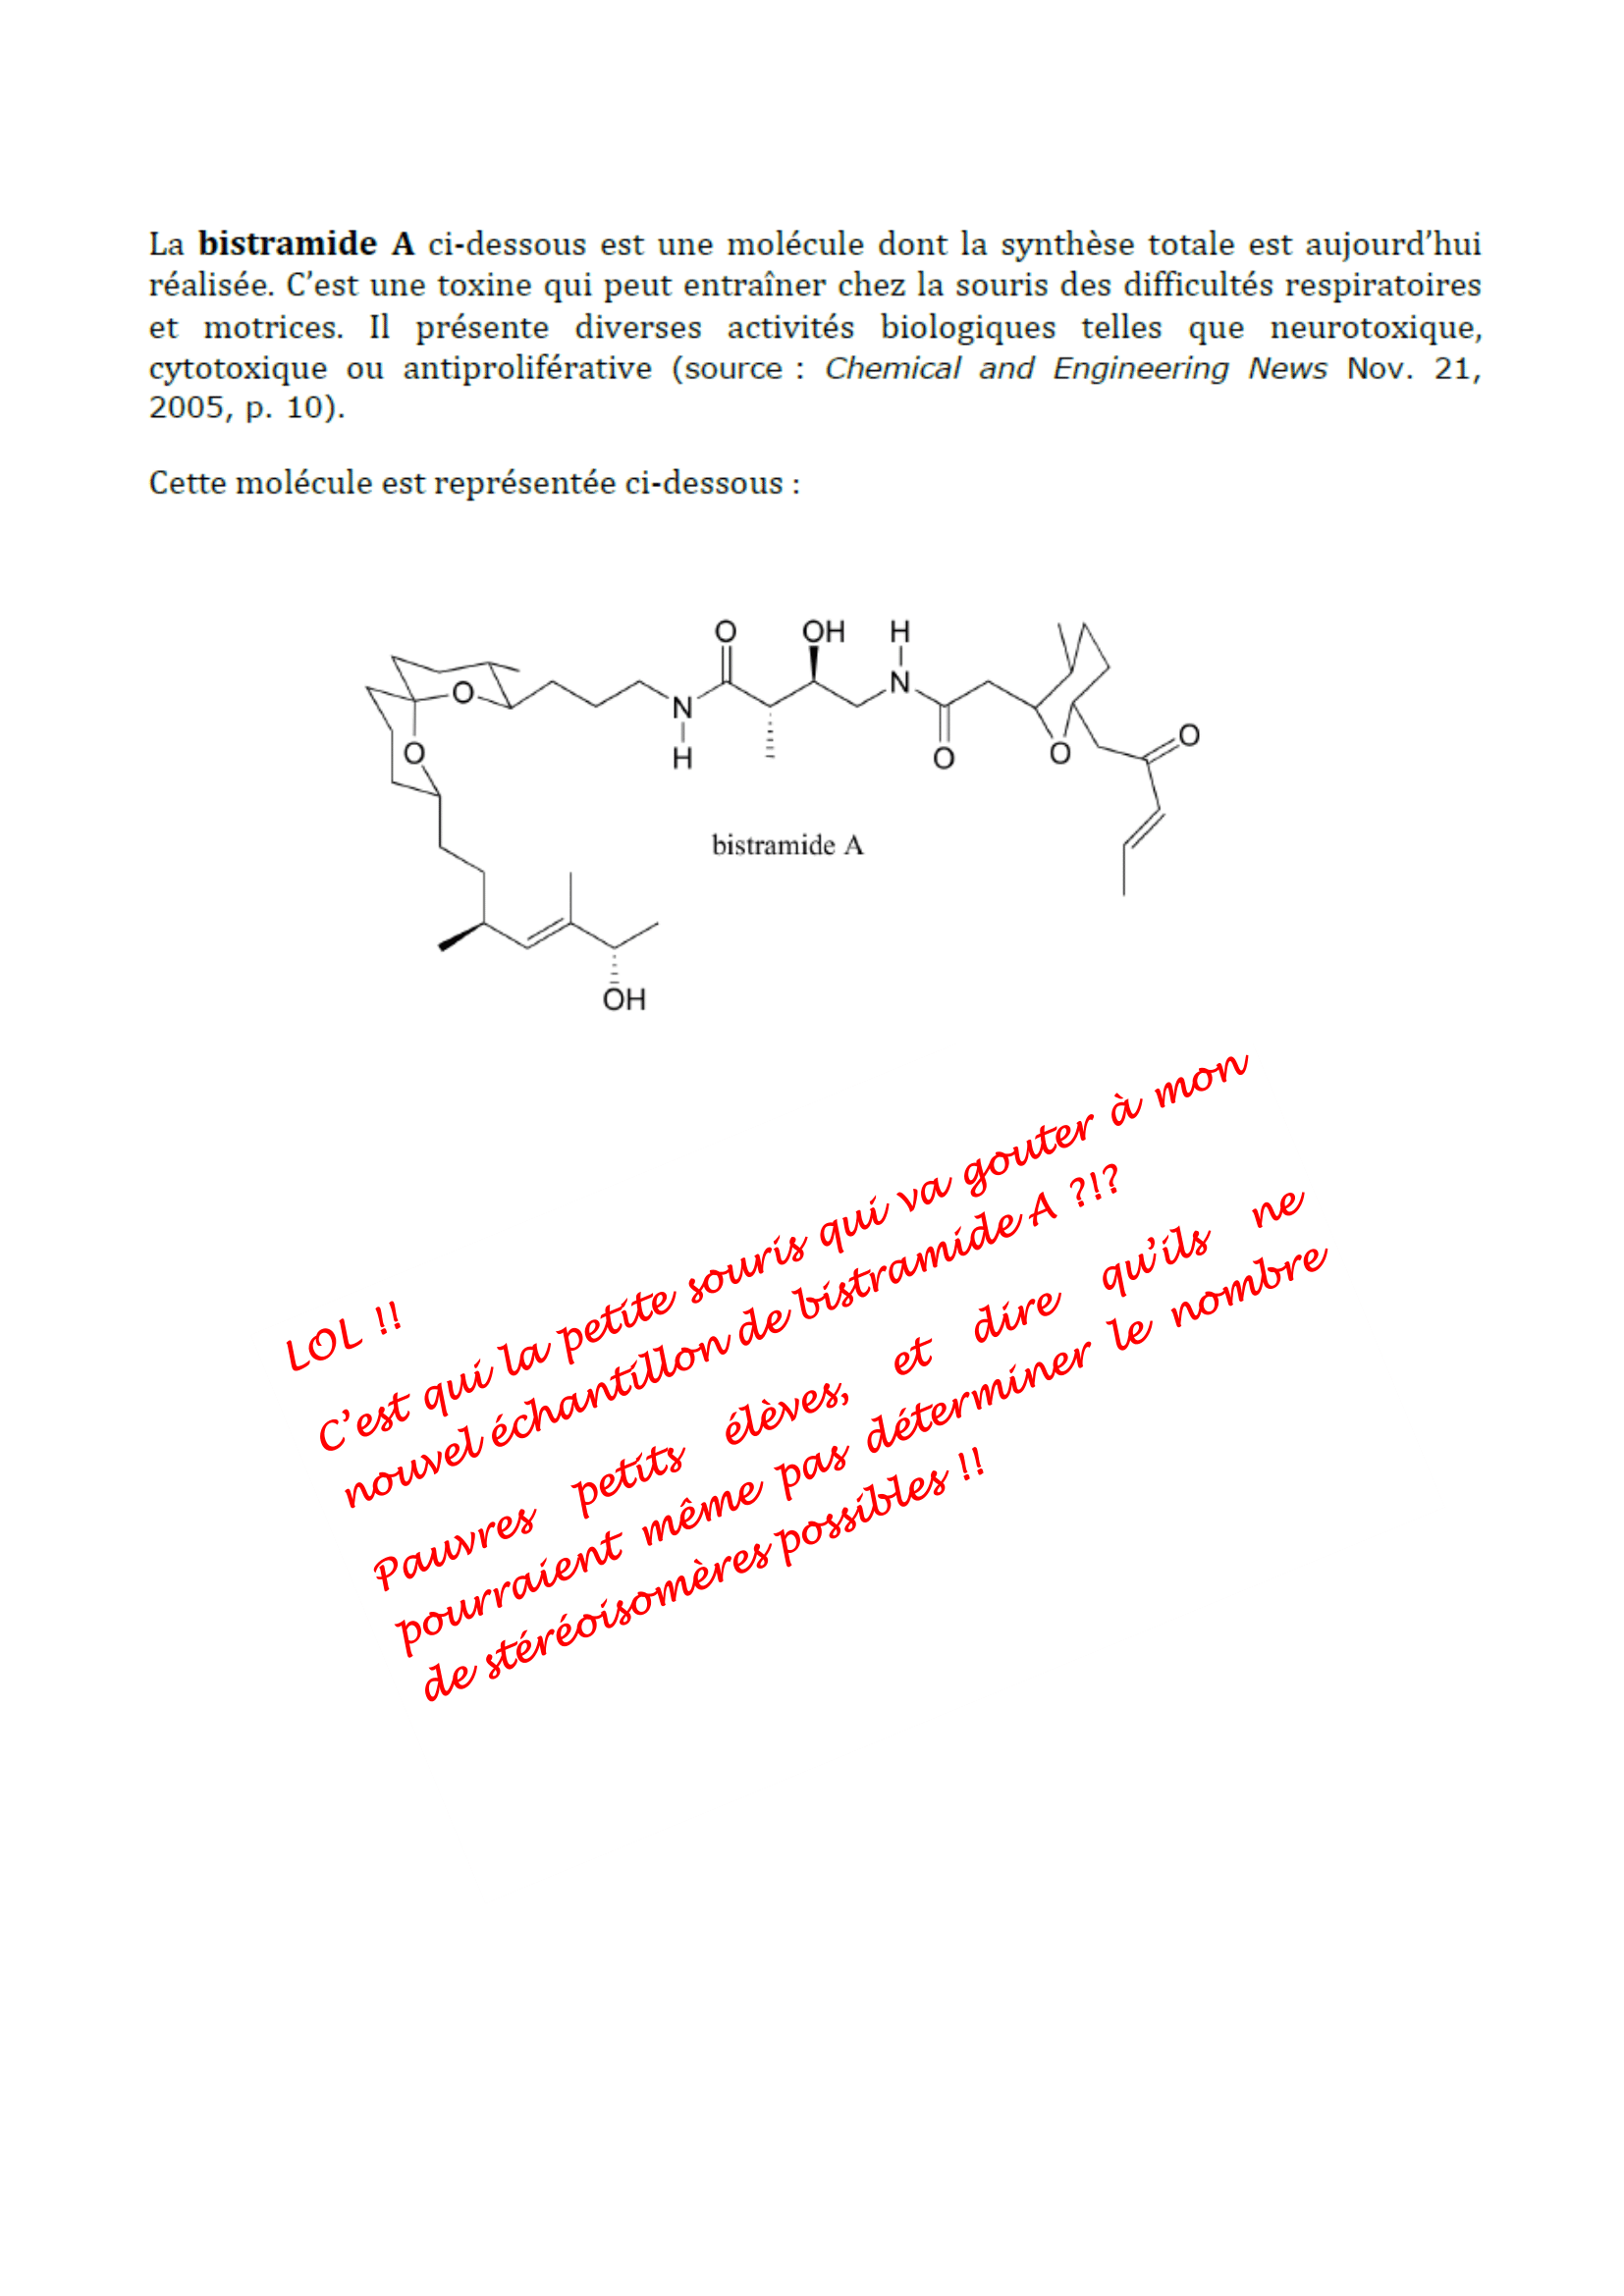 La bistramide A ci-dessous est une molécule dont la synthèse totale est aujourd’hui
réalisée. C’est une toxine qui peut entraîner chez la souris des difficultés respiratoires
et motrices. Il présente diverses activités biologiques telles que neurotoxique,
cytotoxique ou antiproliférative (source : Chemical and Engineering News Nov. 21,
2005, p. 10).
Cette molécule est représentée ci-dessous :
O OH H
O N
N
O H O O O
bistramide A
OH
LOL !!
C’est qui la petite souris qui va gouter à mon
nouvel échantillon de bistramide A ?!?
Pauvres petits élèves, et dire qu’ils ne
pourraient même pas déterminer le nombre
de stéréoisomères possibles !!